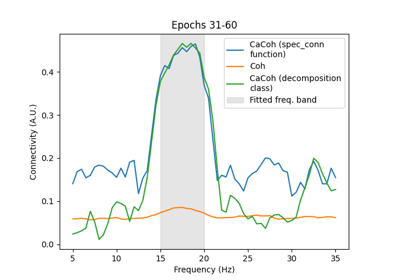 Epochs 31-60
CaCoh (spec_conn
function)
Coh
CaCoh (decomposition
class)
Fitted freq. band
Connectivity (A.U.)
0.4
0.3
0.2
0.1
0.0
5 10 15 20 25 30 35
Frequency (Hz)